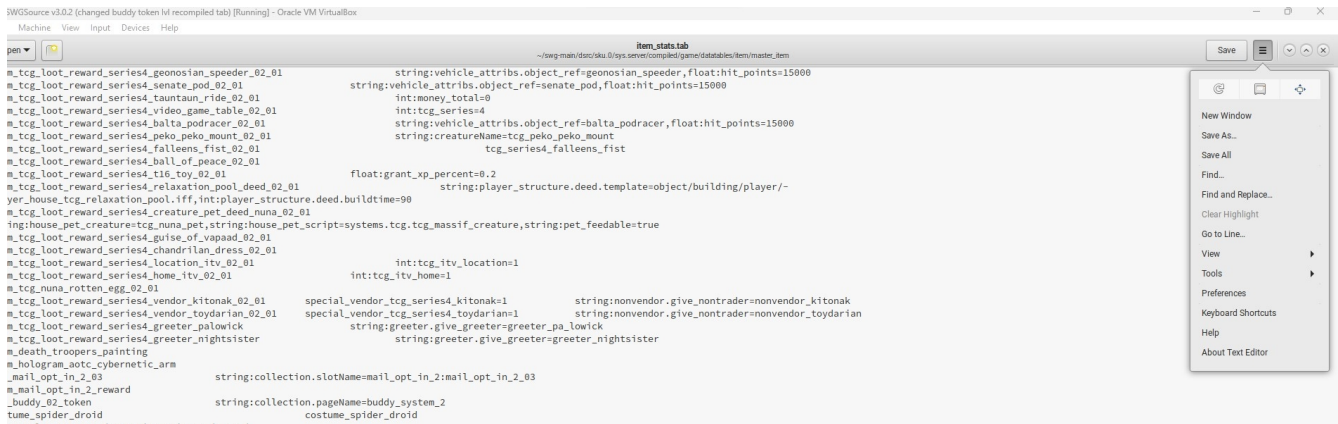 SWGSource v3.0.2 (changed buddy token lvl recompiled tab) [Running] - Oracle VM VirtualBox
Machine View Input Devices Help
pen
item_stats.tab
~/swg-main/dsrc/sku.0/sys.server/compiled/game/datatables/item/master_item
Save
m_tcg_loot_reward_series4_geonosian_speeder_02_01 string:vehicle_attribs.object_ref=geonosian_speeder,float:hit_points=15000
m_tcg_loot_reward_series4_senate_pod_02_01 string:vehicle_attribs.object_ref=senate_pod,float:hit_points=15000
m_tcg_loot_reward_series4_tauntaun_ride_02_01 int:money_total=0
m_tcg_loot_reward_series4_video_game_table_02_01 int:tcg_series=4
m_tcg_loot_reward_series4_balta_podracer_02_01 string:vehicle_attribs.object_ref=balta_podracer,float:hit_points=15000
m_tcg_loot_reward_series4_peko_peko_mount_02_01 string:creatureName=tcg_peko_peko_mount
m_tcg_loot_reward_series4_falleens_fist_02_01 tcg_series4_falleens_fist
m_tcg_loot_reward_series4_ball_of_peace_02_01
m_tcg_loot_reward_series4_t16_toy_02_01 float:grant_xp_percent=0.2
m_tcg_loot_reward_series4_relaxation_pool_deed_02_01 string:player_structure.deed.template=object/building/player/-
yer_house_tcg_relaxation_pool.iff,int:player_structure.deed.buildtime=90
m_tcg_loot_reward_series4_creature_pet_deed_nuna_02_01
ing:house_pet_creature=tcg_nuna_pet,string:house_pet_script=systems.tcg.tcg_massif_creature,string:pet_feedable=true
m_tcg_loot_reward_series4_guise_of_vapaad_02_01
m_tcg_loot_reward_series4_chandrilan_dress_02_01
m_tcg_loot_reward_series4_location_itv_02_01 int:tcg_itv_location=1
m_tcg_loot_reward_series4_home_itv_02_01 int:tcg_itv_home=1
m_tcg_nuna_rotten_egg_02_01
m_tcg_loot_reward_series4_vendor_kitonak_02_01 special_vendor_tcg_series4_kitonak=1 string:nonvendor.give_nontrader=nonvendor_kitonak
m_tcg_loot_reward_series4_vendor_toydarian_02_01 special_vendor_tcg_series4_toydarian=1 string:nonvendor.give_nontrader=nonvendor_toydarian
m_tcg_loot_reward_series4_greeter_palowick string:greeter.give_greeter=greeter_pa_lowick
m_tcg_loot_reward_series4_greeter_nightsister string:greeter.give_greeter=greeter_nightsister
m_death_troopers_painting
m_hologram_aotc_cybernetic_arm
_mail_opt_in_2_03 string:collection.slotName=mail_opt_in_2:mail_opt_in_2_03
m_mail_opt_in_2_reward
_buddy_02_token string:collection.pageName=buddy_system_2
tume_spider_droid costume_spider_droid
New Window
Save As...
Save All
Find...
Find and Replace...
Clear Highlight
Go to Line...
View
Tools
Preferences
Keyboard Shortcuts
Help
About Text Editor